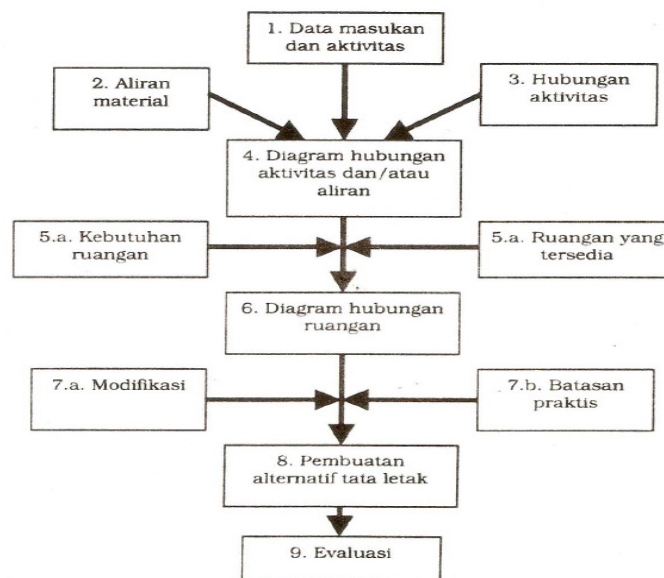 1. Data masukan
dan aktivitas
2. Aliran
material
3. Hubungan
aktivitas
4. Diagram hubungan
aktivitas dan/atau
aliran
5.a. Kebutuhan
ruangan
5.a. Ruangan yang
tersedia
6. Diagram hubungan
ruangan
7.a. Modifikasi
7.b. Batasan
praktis
8. Pembuatan
alternatif tata letak
9. Evaluasi